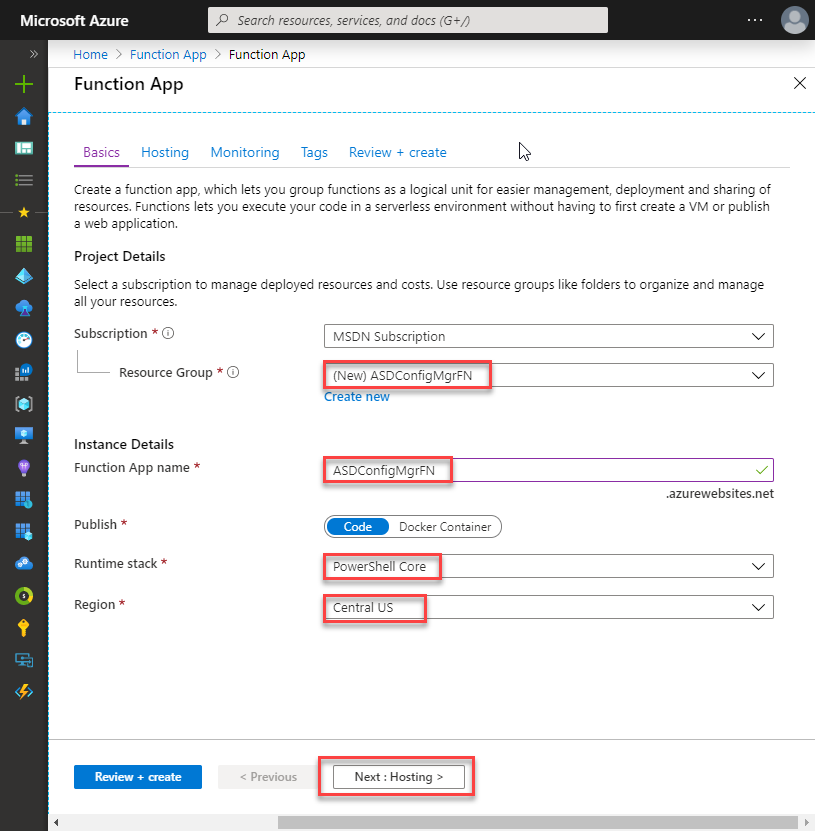 Microsoft Azure
Search resources, services, and docs (G+/)
Home > Function App > Function App
Function App
Basics Hosting Monitoring Tags Review + create
Create a function app, which lets you group functions as a logical unit for easier management, deployment and sharing of
resources. Functions lets you execute your code in a serverless environment without having to first create a VM or publish
a web application.
Project Details
Select a subscription to manage deployed resources and costs. Use resource groups like folders to organize and manage
all your resources.
Subscription * MSDN Subscription
Resource Group * (New) ASDConfigMgrFN
Create new
Instance Details
Function App name * ASDConfigMgrFN
.azurewebsites.net
Publish * Code Docker Container
Runtime stack * PowerShell Core
Region * Central US
Review + create < Previous Next : Hosting >